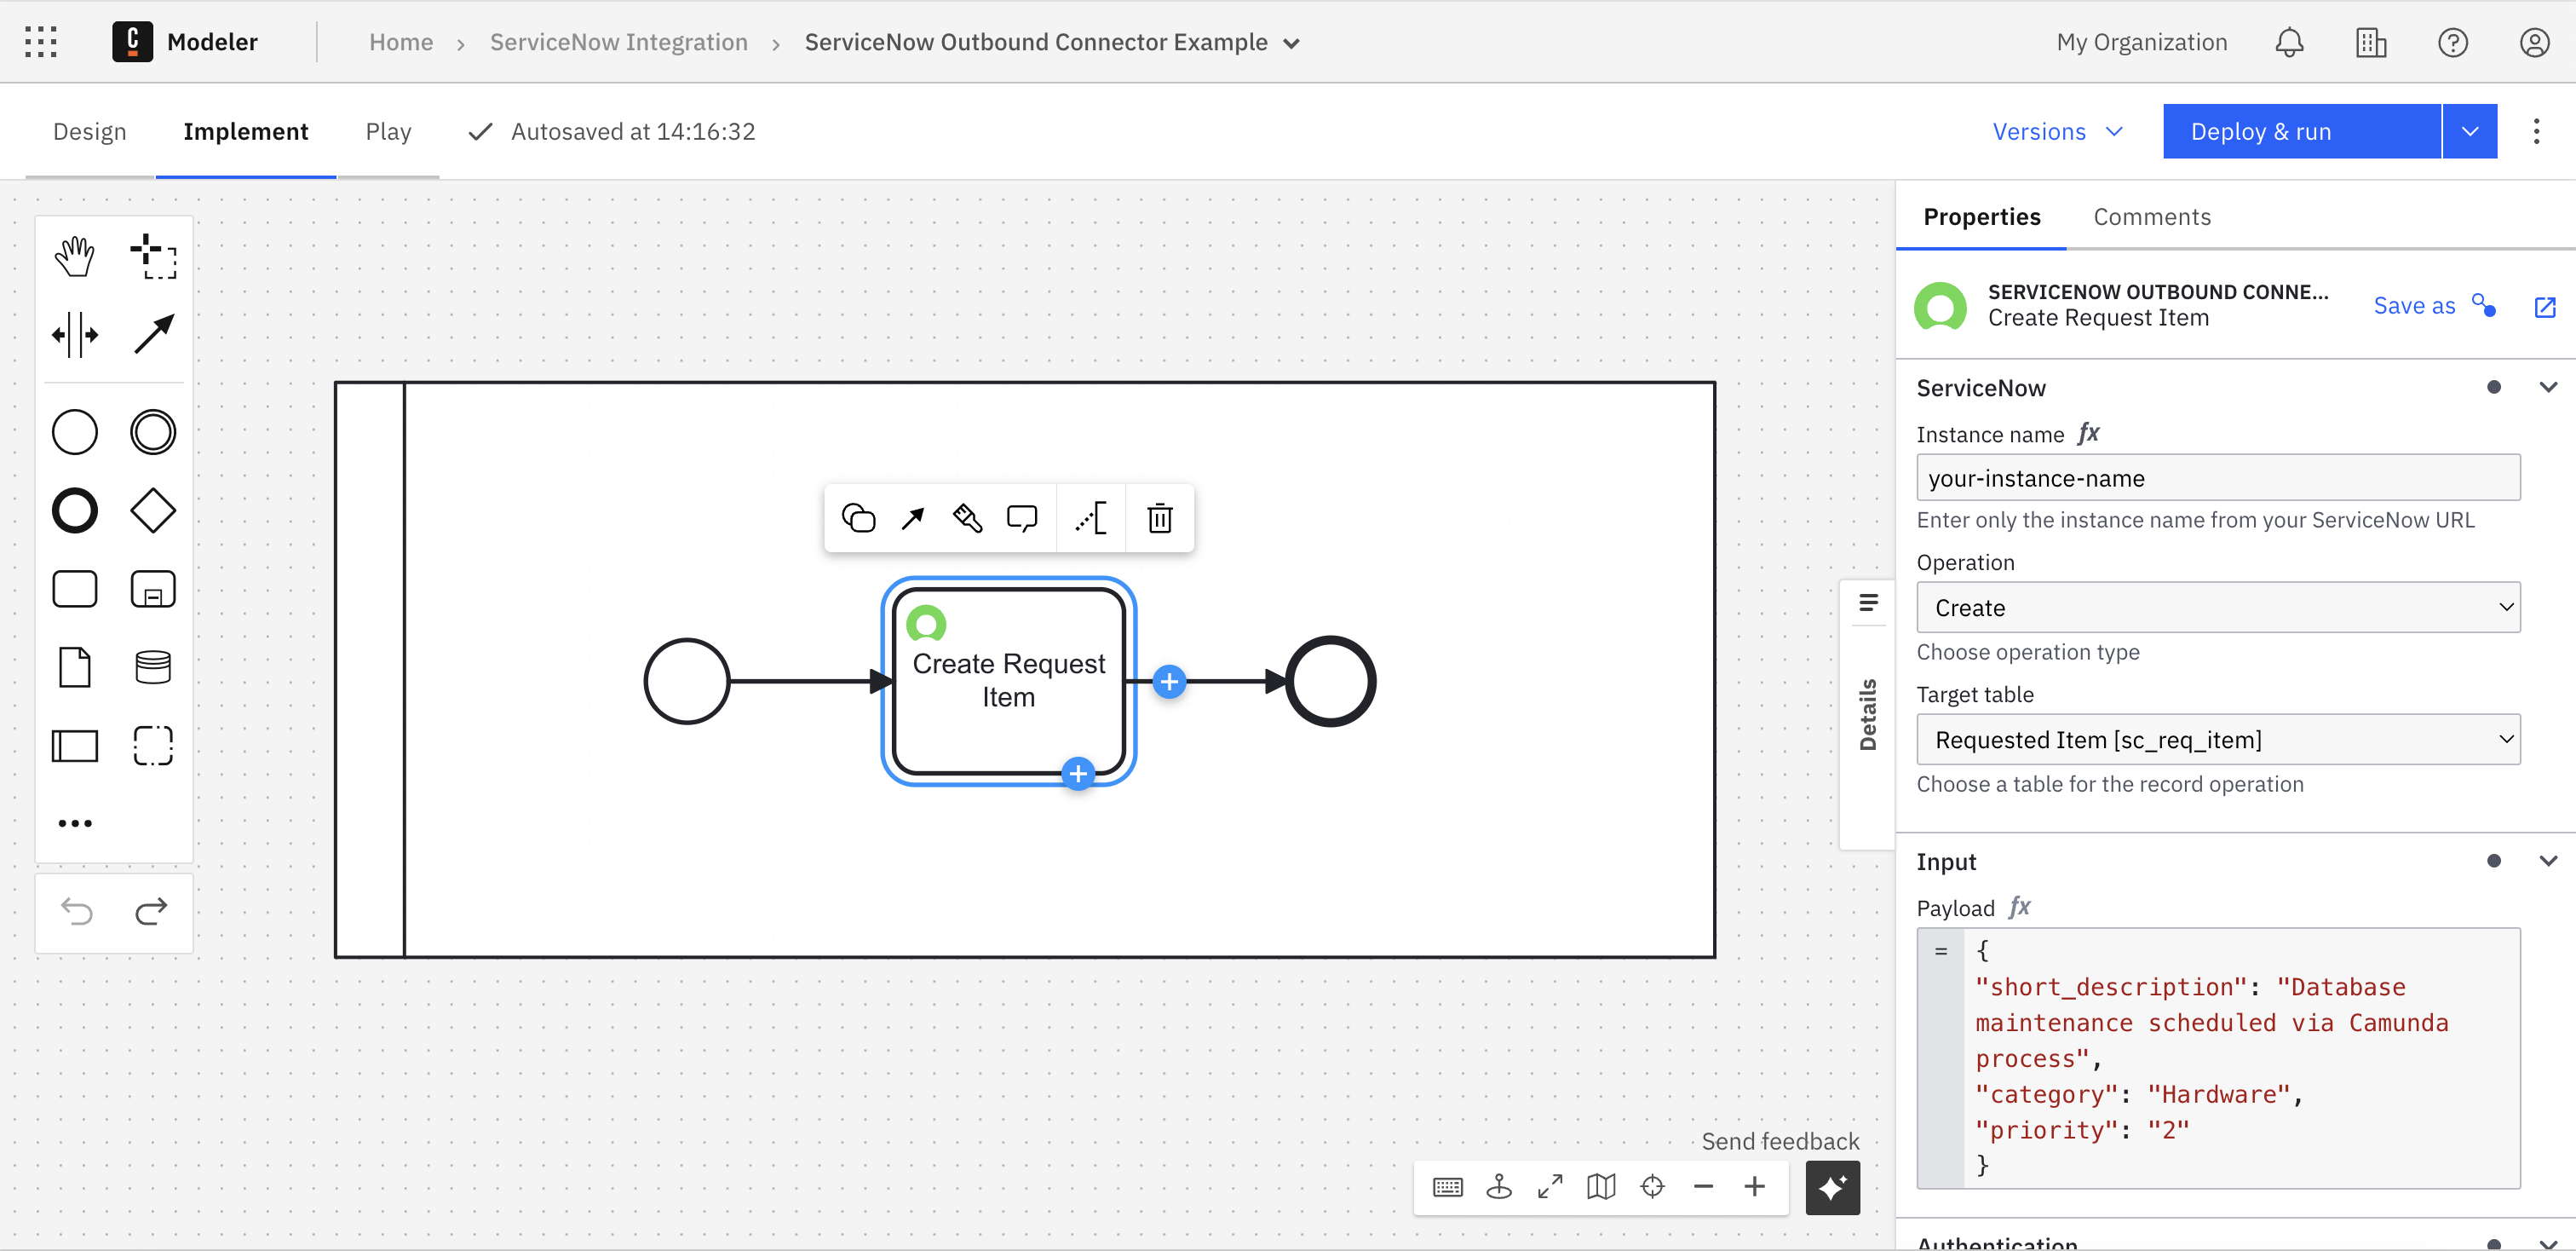 C Modeler Home › ServiceNow Integration › ServiceNow Outbound Connector Example My Organization
Design Implement Play Autosaved at 14:16:32 Versions Deploy & run
Properties Comments
SERVICENOW OUTBOUND CONNE...
Create Request Item
Save as
ServiceNow
Instance name fx
your-instance-name
Enter only the instance name from your ServiceNow URL
Operation
Create
Choose operation type
Target table
Requested Item [sc_req_item]
Choose a table for the record operation
Input
Payload fx
= {
"short_description": "Database
maintenance scheduled via Camunda
process",
"category": "Hardware",
"priority": "2"
}
Authentication
Create Request
Item
Details
Send feedback